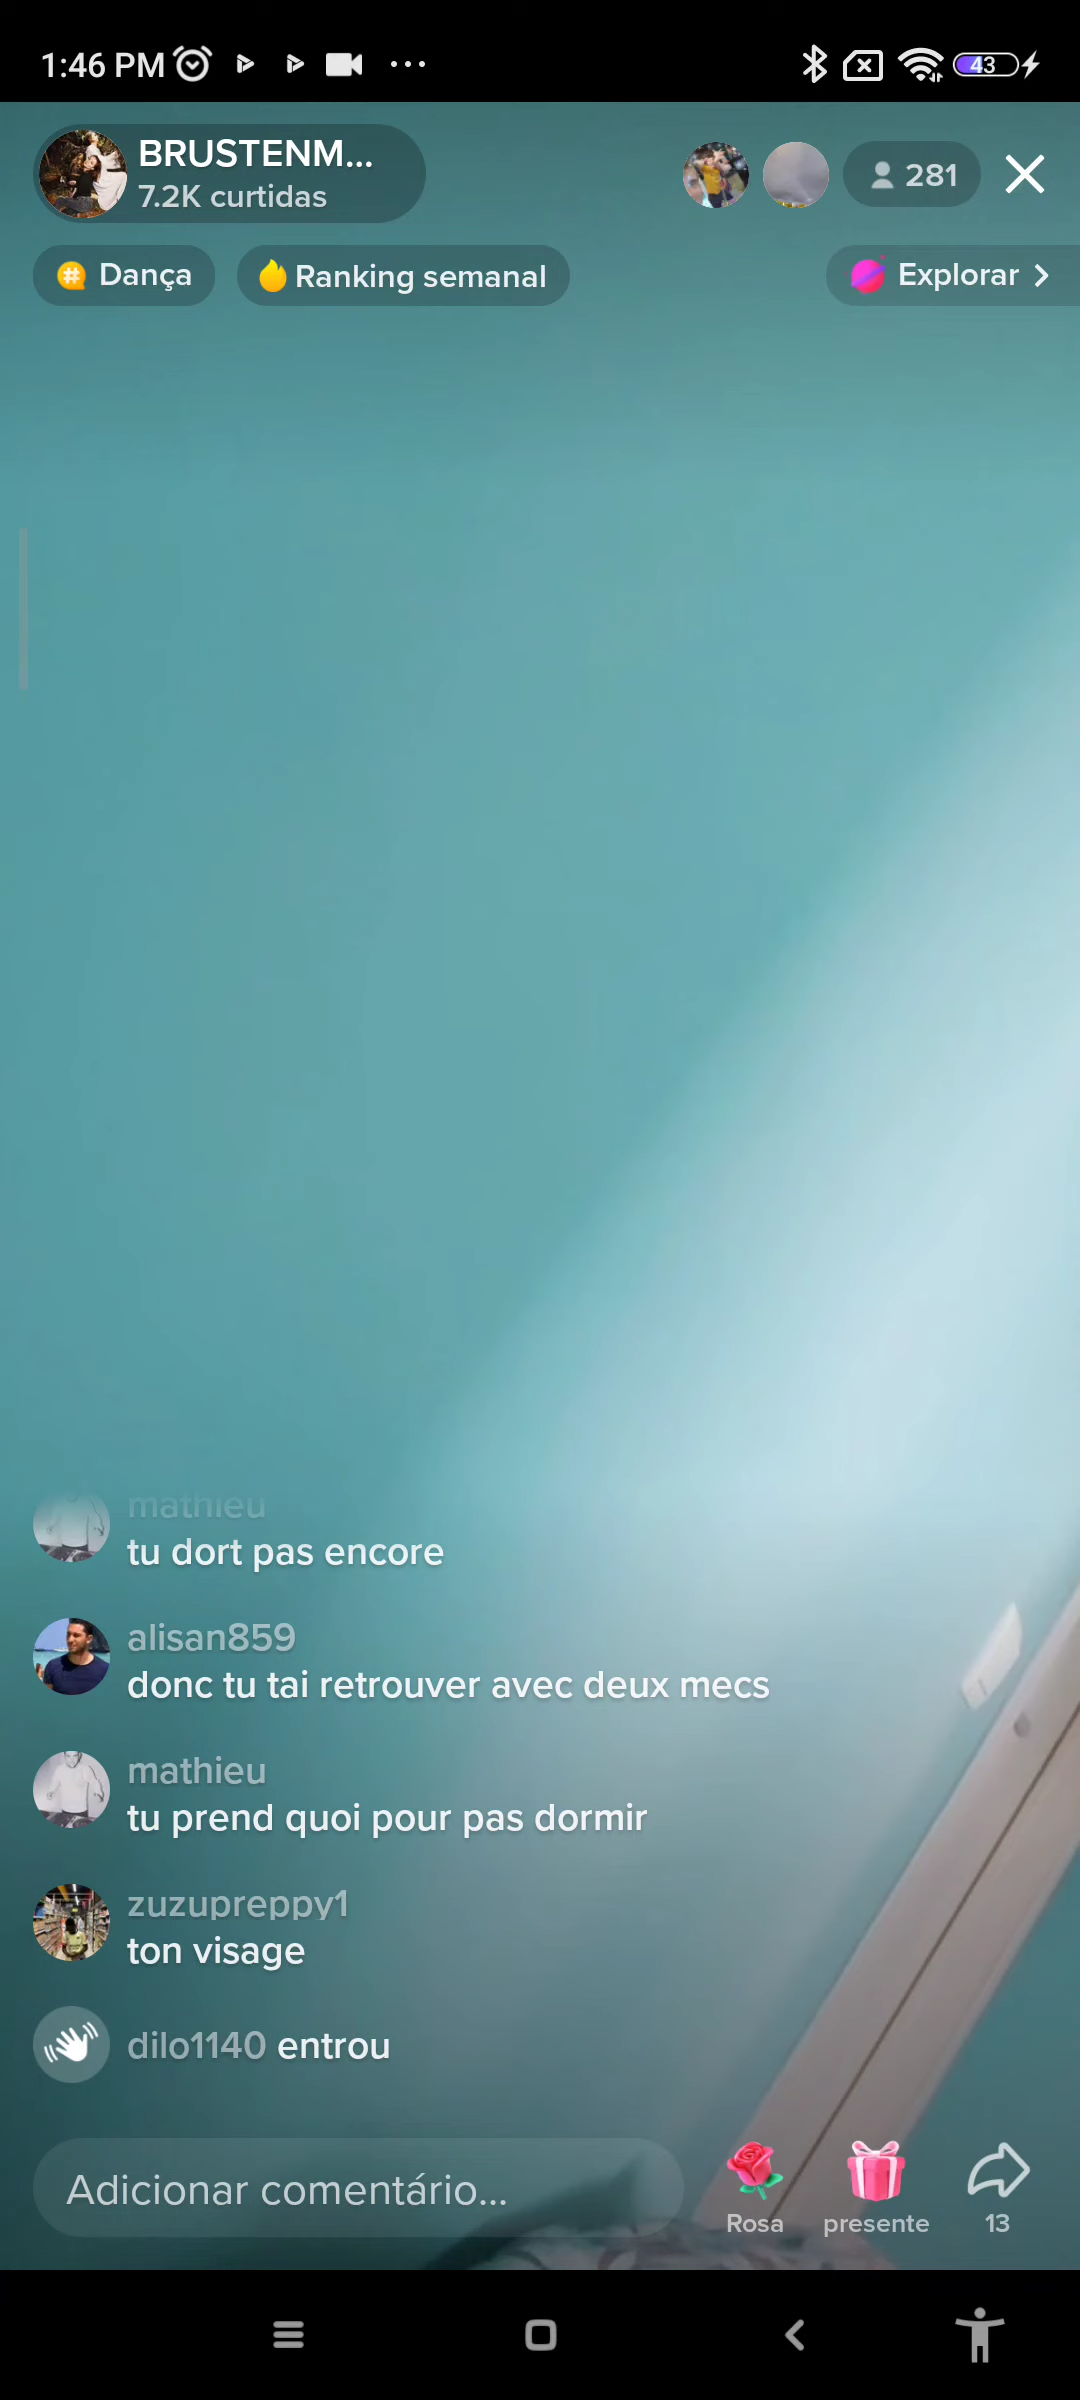 1:46 PM
43
BRUSTENM...
7.2K curtidas
281
Dança
Ranking semanal
Explorar
mathieu
tu dort pas encore
alisan859
donc tu tai retrouver avec deux mecs
mathieu
tu prend quoi pour pas dormir
zuzupreppy1
ton visage
dilo1140 entrou
Adicionar comentário...
Rosa
presente
13